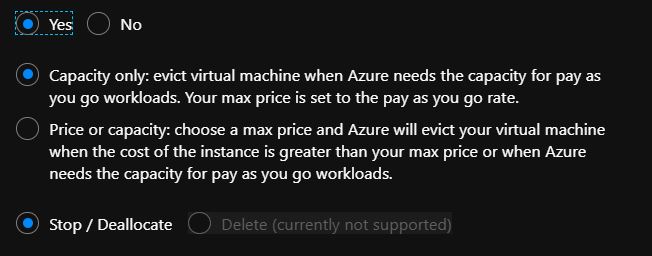 Yes No
Capacity only: evict virtual machine when Azure needs the capacity for pay as
you go workloads. Your max price is set to the pay as you go rate.
Price or capacity: choose a max price and Azure will evict your virtual machine
when the cost of the instance is greater than your max price or when Azure
needs the capacity for pay as you go workloads.
Stop / Deallocate Delete (currently not supported)